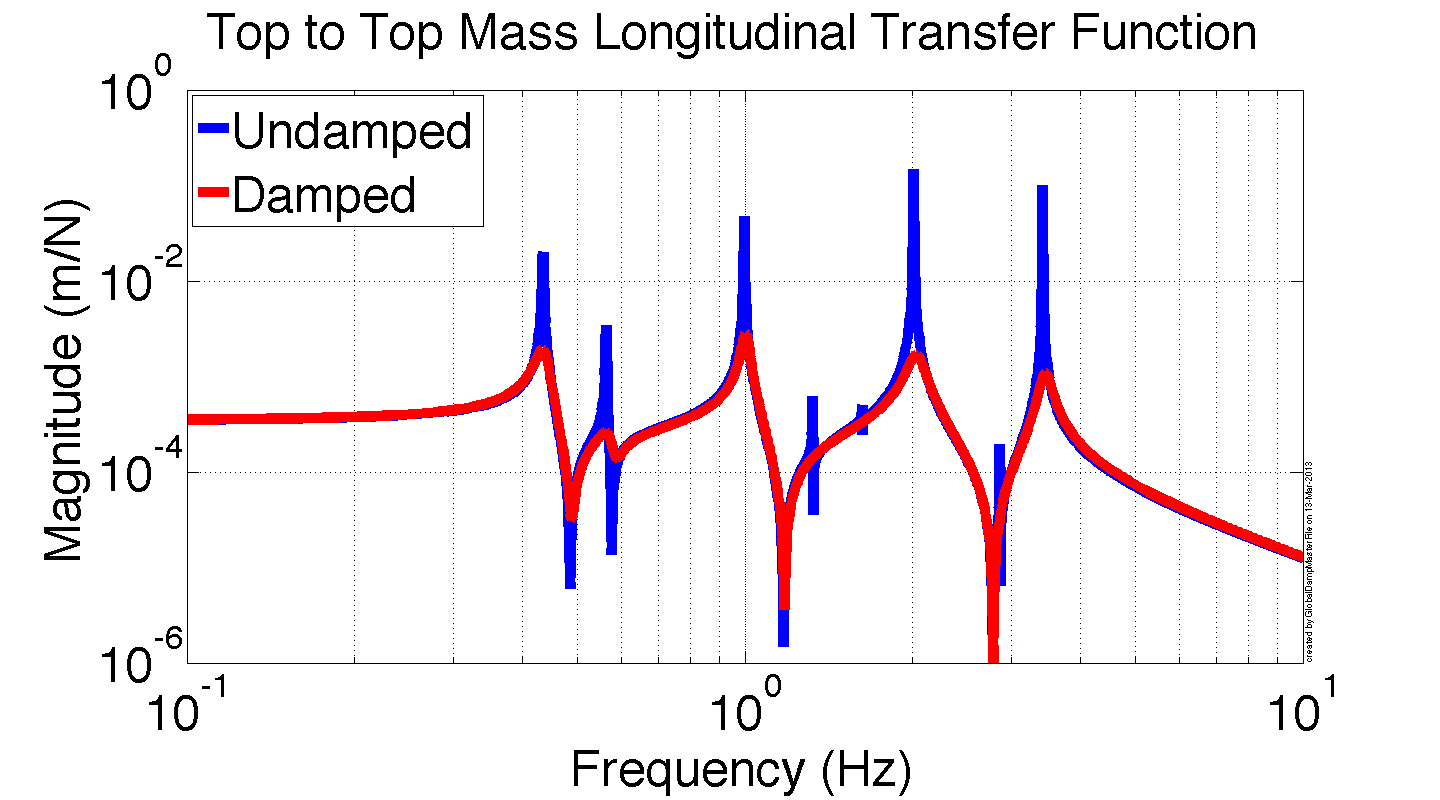 Top to Top Mass Longitudinal Transfer Function
10^0
Undamped
Damped
10^-2
10^-4
10^-6
Magnitude (m/N)
10^-1
10^0
10^1
Frequency (Hz)
created by GlobalDampMasterFile on 13-Mar-2013